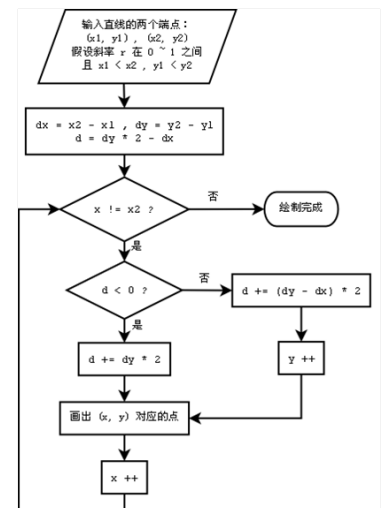 输入直线的两个端点：
(x1, y1) , (x2, y2)
假设斜率 r 在 0 ~ 1 之间
且 x1 < x2 , y1 < y2
dx = x2 - x1 , dy = y2 - y1
d = dy * 2 - dx
x != x2 ?
否
绘制完成
是
d < 0 ?
否
d += (dy - dx) * 2
是
d += dy * 2
y ++
画出 (x, y) 对应的点
x ++